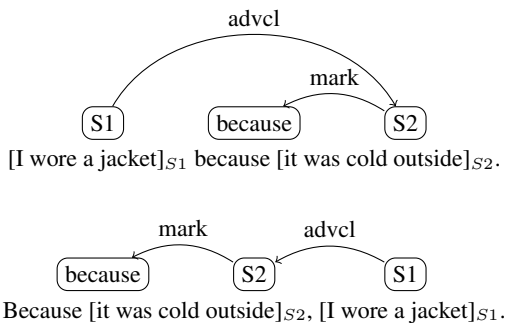 advcl
mark
S1 because S2
[I wore a jacket]S1 because [it was cold outside]S2.
mark advcl
because S2 S1
Because [it was cold outside]S2, [I wore a jacket]S1.